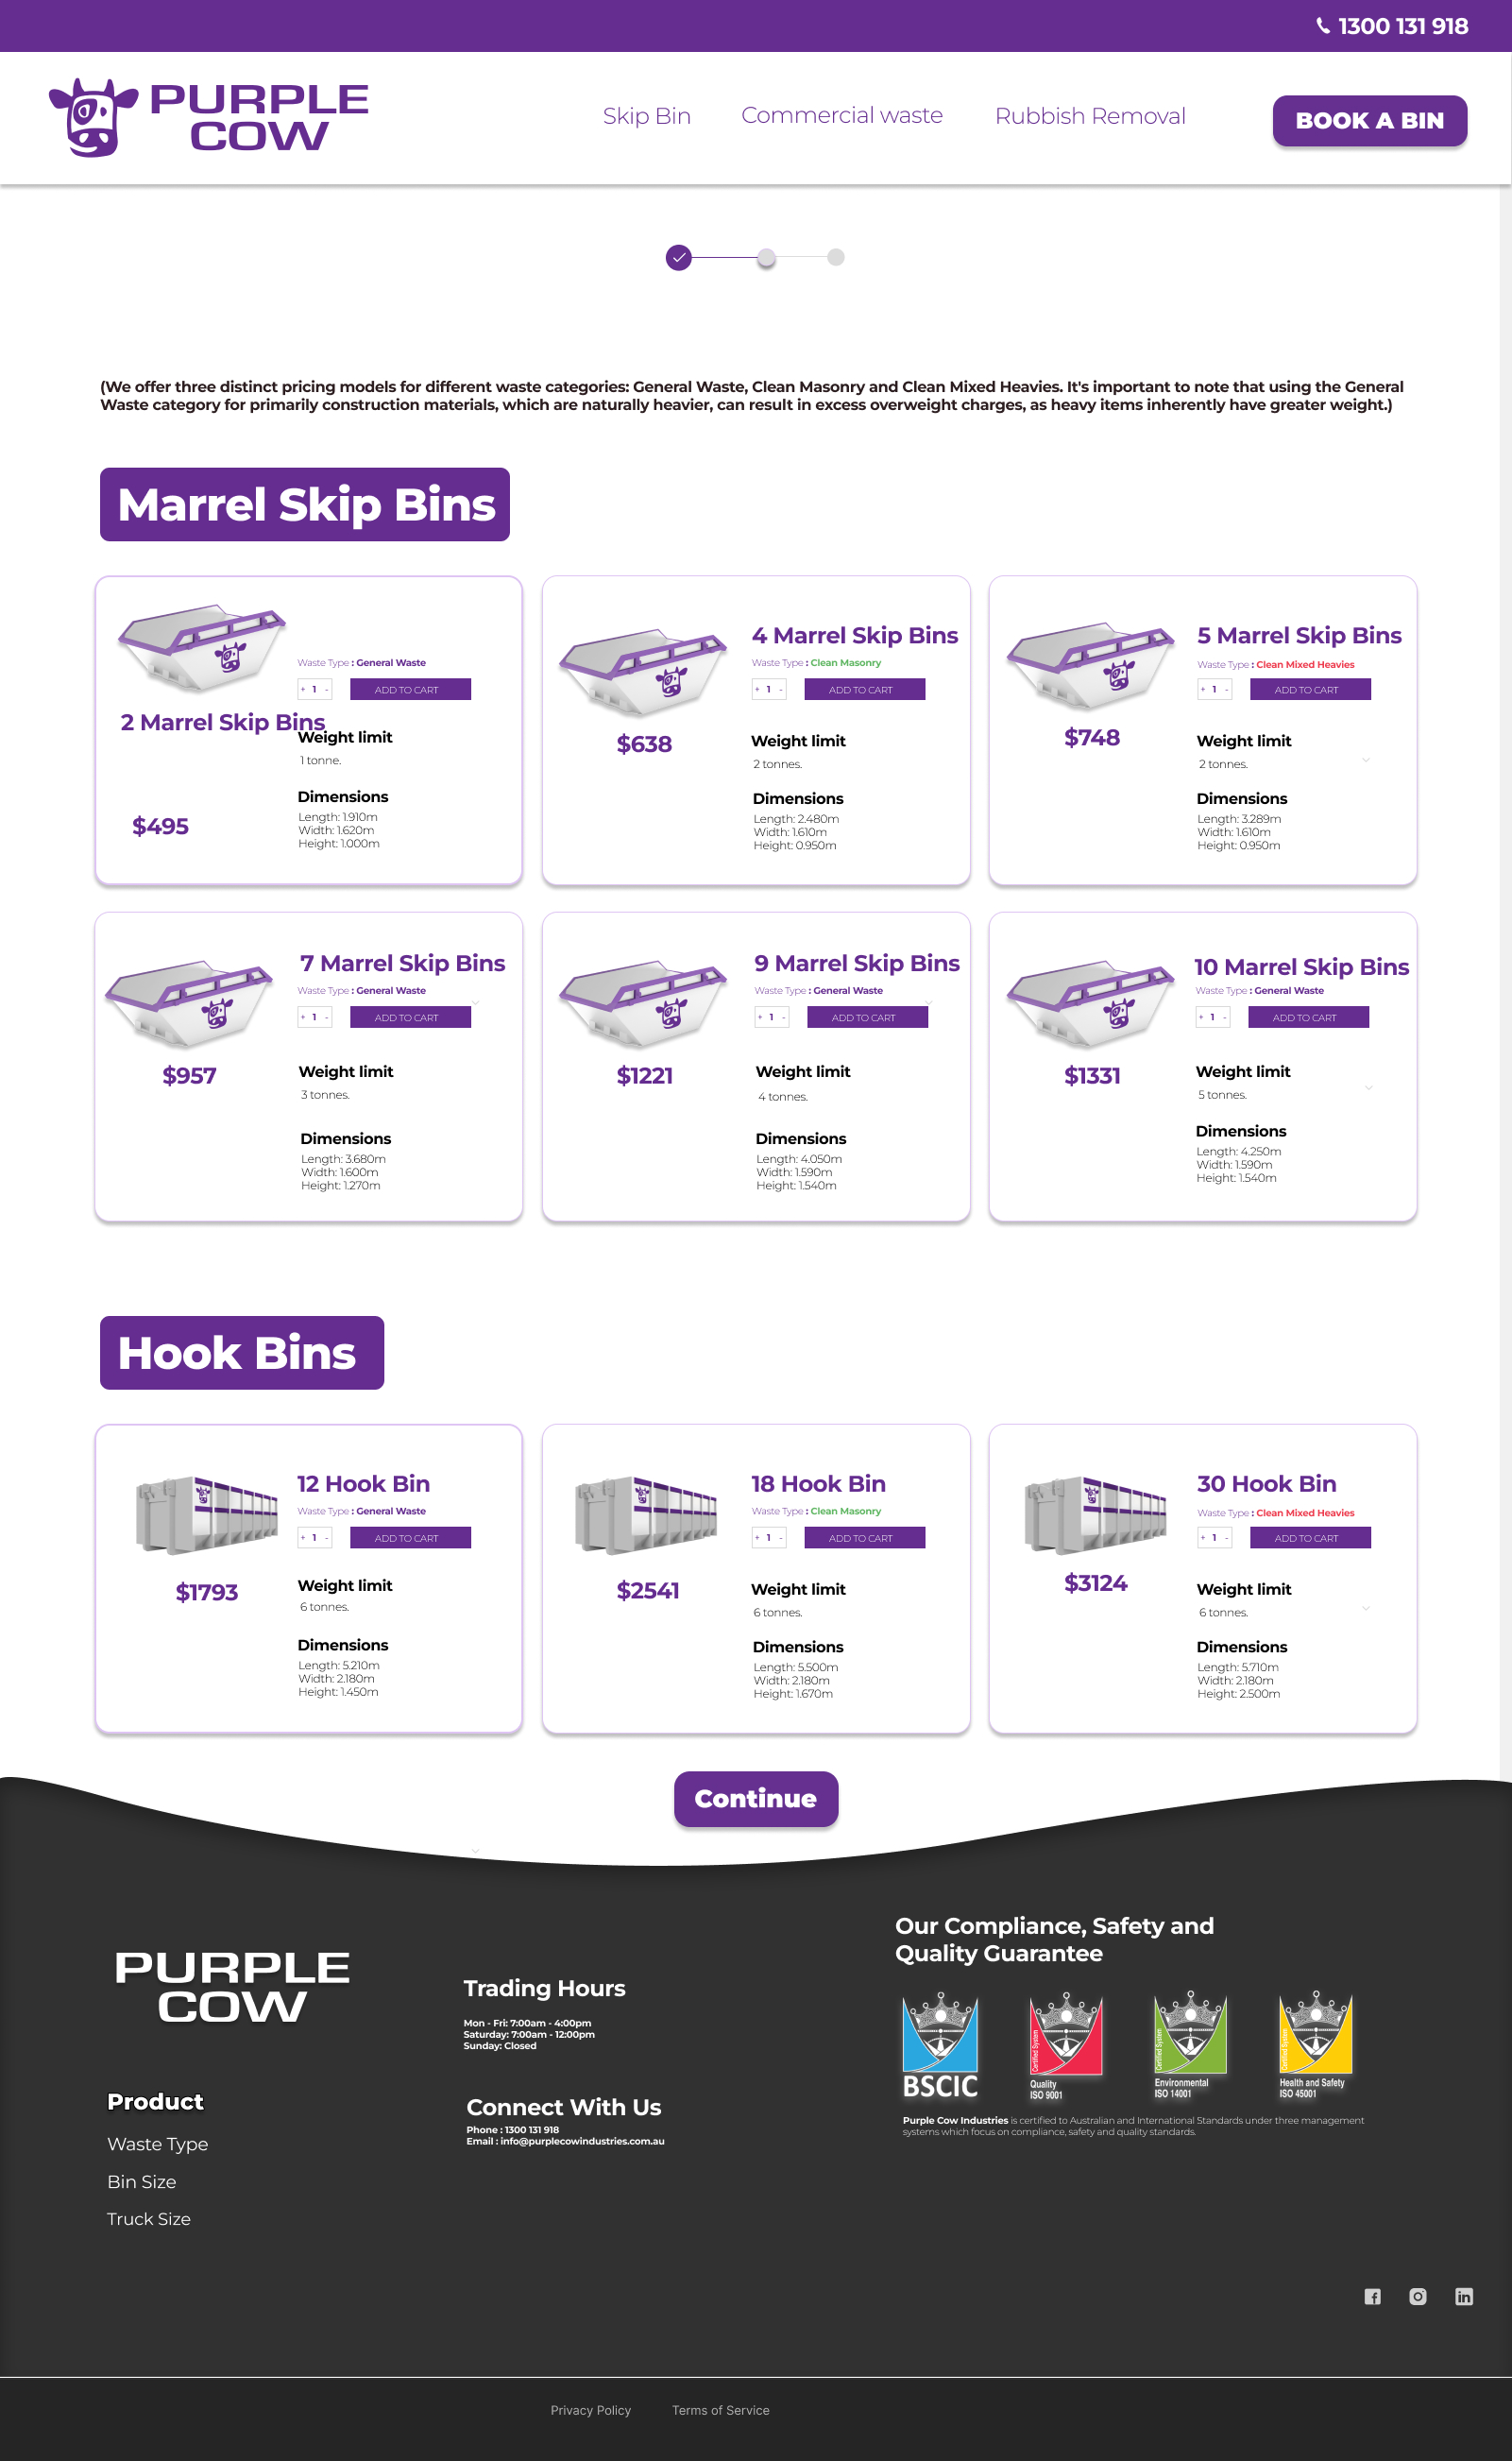 1300 131 918
PURPLE
COW
Skip Bin
Commercial waste
Rubbish Removal
BOOK A BIN
(We offer three distinct pricing models for different waste categories: General Waste, Clean Masonry and Clean Mixed Heavies. It's important to note that using the General
Waste category for primarily construction materials, which are naturally heavier, can result in excess overweight charges, as heavy items inherently have greater weight.)
Marrel Skip Bins
Waste Type : General Waste
+ 1 -
ADD TO CART
2 Marrel Skip Bins
Weight limit
1 tonne.
Dimensions
Length: 1.910m
Width: 1.620m
Height: 1.000m
$495
4 Marrel Skip Bins
Waste Type : Clean Masonry
+ 1 -
ADD TO CART
$638
Weight limit
2 tonnes.
Dimensions
Length: 2.480m
Width: 1.610m
Height: 0.950m
5 Marrel Skip Bins
Waste Type : Clean Mixed Heavies
+ 1 -
ADD TO CART
$748
Weight limit
2 tonnes.
Dimensions
Length: 3.289m
Width: 1.610m
Height: 0.950m
7 Marrel Skip Bins
Waste Type : General Waste
+ 1 -
ADD TO CART
$957
Weight limit
3 tonnes.
Dimensions
Length: 3.680m
Width: 1.600m
Height: 1.270m
9 Marrel Skip Bins
Waste Type : General Waste
+ 1 -
ADD TO CART
$1221
Weight limit
4 tonnes.
Dimensions
Length: 4.050m
Width: 1.590m
Height: 1.540m
10 Marrel Skip Bins
Waste Type : General Waste
+ 1 -
ADD TO CART
$1331
Weight limit
5 tonnes.
Dimensions
Length: 4.250m
Width: 1.590m
Height: 1.540m
Hook Bins
12 Hook Bin
Waste Type : General Waste
+ 1 -
ADD TO CART
$1793
Weight limit
6 tonnes.
Dimensions
Length: 5.210m
Width: 2.180m
Height: 1.450m
18 Hook Bin
Waste Type : Clean Masonry
+ 1 -
ADD TO CART
$2541
Weight limit
6 tonnes.
Dimensions
Length: 5.500m
Width: 2.180m
Height: 1.670m
30 Hook Bin
Waste Type : Clean Mixed Heavies
+ 1 -
ADD TO CART
$3124
Weight limit
6 tonnes.
Dimensions
Length: 5.710m
Width: 2.180m
Height: 2.500m
Continue
PURPLE
COW
Product
Waste Type
Bin Size
Truck Size
Trading Hours
Mon - Fri: 7:00am - 4:00pm
Saturday: 7:00am - 12:00pm
Sunday: Closed
Connect With Us
Phone : 1300 131 918
Email : info@purplecowindustries.com.au
Our Compliance, Safety and
Quality Guarantee
BSCIC
Certified System
Quality
ISO 9001
Certified System
Environmental
ISO 14001
Certified System
Health and Safety
ISO 45001
Purple Cow Industries is certified to Australian and International Standards under three management
systems which focus on compliance, safety and quality standards.
Privacy Policy
Terms of Service